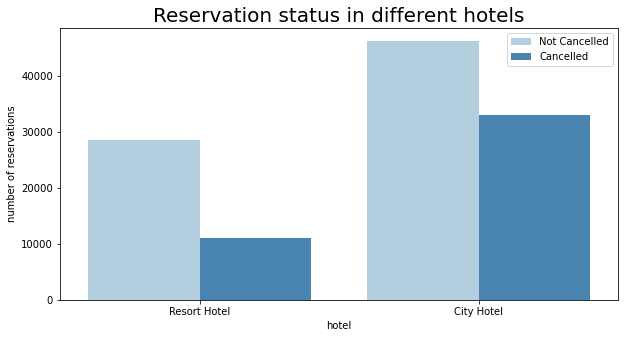 Reservation status in different hotels
Not Cancelled
Cancelled
number of reservations
40000
30000
20000
10000
0
Resort Hotel
City Hotel
hotel